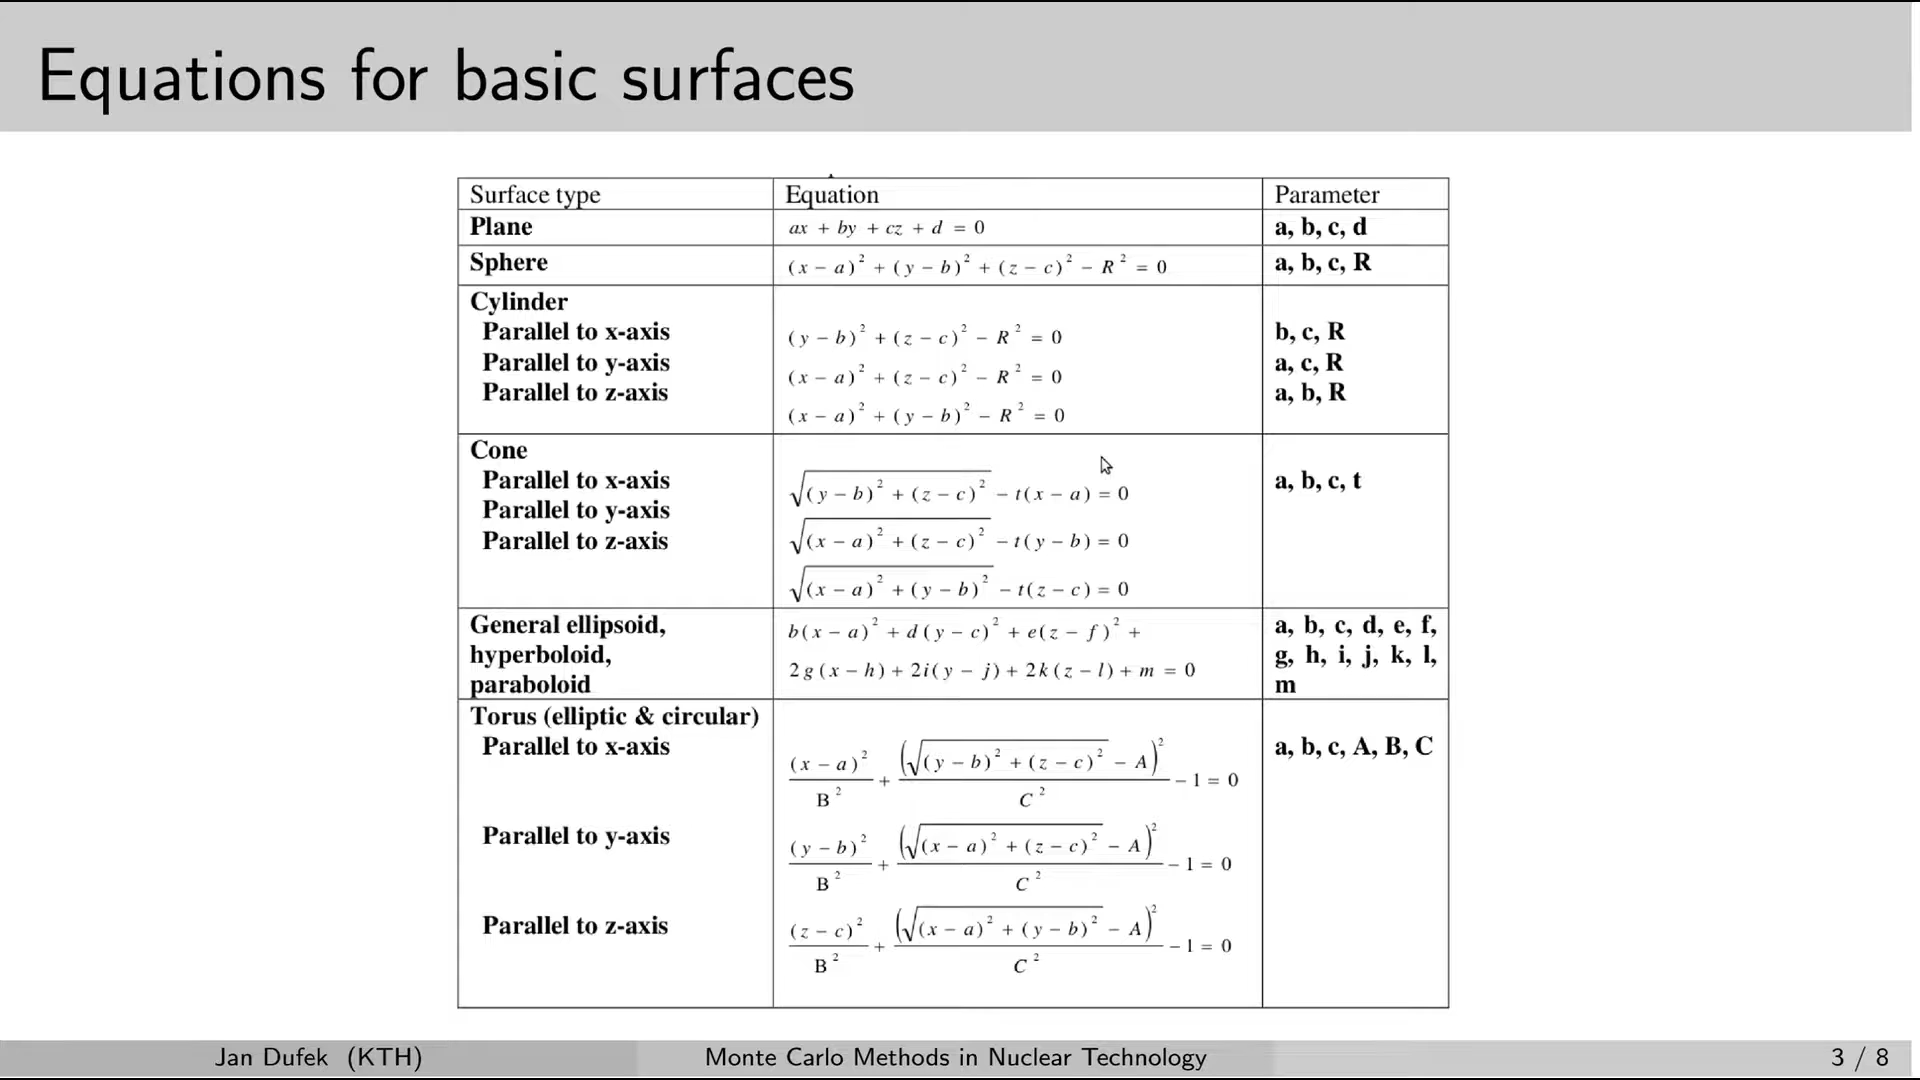 Equations for basic surfaces
Surface type Equation Parameter
Plane ax + by + cz + d = 0 a, b, c, d
Sphere (x − a)² + (y − b)² + (z − c)² − R² = 0 a, b, c, R
Cylinder
Parallel to x-axis (y − b)² + (z − c)² − R² = 0 b, c, R
Parallel to y-axis (x − a)² + (z − c)² − R² = 0 a, c, R
Parallel to z-axis (x − a)² + (y − b)² − R² = 0 a, b, R
Cone
Parallel to x-axis √((y − b)² + (z − c)²) − t(x − a) = 0 a, b, c, t
Parallel to y-axis √((x − a)² + (z − c)²) − t(y − b) = 0
Parallel to z-axis √((x − a)² + (y − b)²) − t(z − c) = 0
General ellipsoid, b(x − a)² + d(y − c)² + e(z − f)² + a, b, c, d, e, f,
hyperboloid, 2g(x − h) + 2i(y − j) + 2k(z − l) + m = 0 g, h, i, j, k, l,
paraboloid m
Torus (elliptic & circular)
Parallel to x-axis (x − a)²/B² + (√((y − b)² + (z − c)²) − A)²/C² − 1 = 0 a, b, c, A, B, C
Parallel to y-axis (y − b)²/B² + (√((x − a)² + (z − c)²) − A)²/C² − 1 = 0
Parallel to z-axis (z − c)²/B² + (√((x − a)² + (y − b)²) − A)²/C² − 1 = 0
Jan Dufek (KTH) Monte Carlo Methods in Nuclear Technology 3 / 8